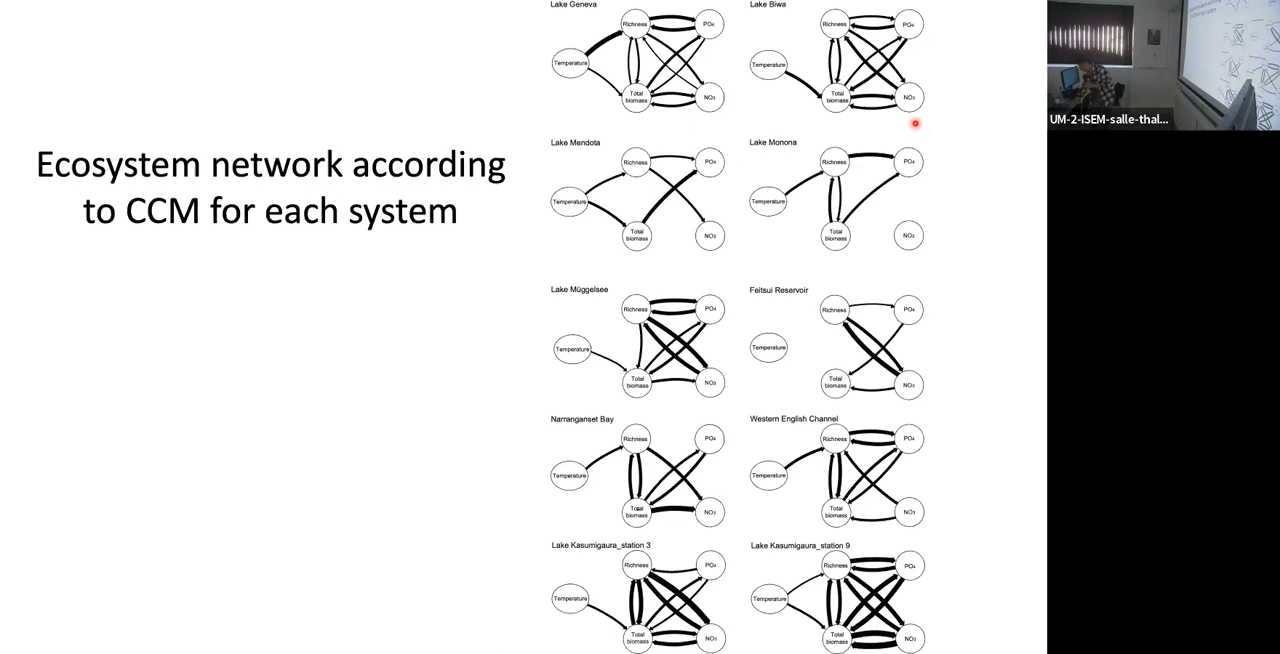 Ecosystem network according
to CCM for each system
Lake Geneva
Richness
PO₄
Temperature
Total
biomass
NO₃
Lake Biwa
Richness
PO₄
Temperature
Total
biomass
NO₃
Lake Mendota
Richness
PO₄
Temperature
Total
biomass
NO₃
Lake Monona
Richness
PO₄
Temperature
Total
biomass
NO₃
Lake Müggelsee
Richness
PO₄
Temperature
Total
biomass
NO₃
Feitsui Reservoir
Richness
PO₄
Temperature
Total
biomass
NO₃
Narranganset Bay
Richness
PO₄
Temperature
Total
biomass
NO₃
Western English Channel
Richness
PO₄
Temperature
Total
biomass
NO₃
Lake Kasumigaura_station 3
Richness
PO₄
Temperature
Total
biomass
NO₃
Lake Kasumigaura_station 9
Richness
PO₄
Temperature
Total
biomass
NO₃
UM-2-ISEM-salle-thal...